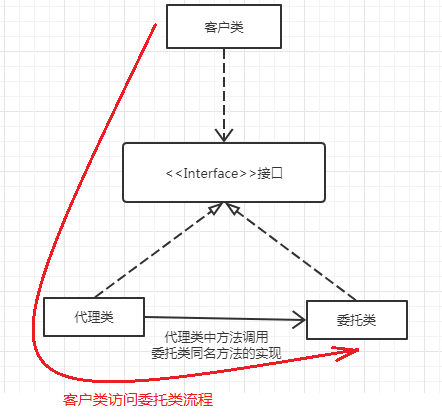 客户类
<<Interface>>接口
代理类
委托类
代理类中方法调用
委托类同名方法的实现
客户类访问委托类流程